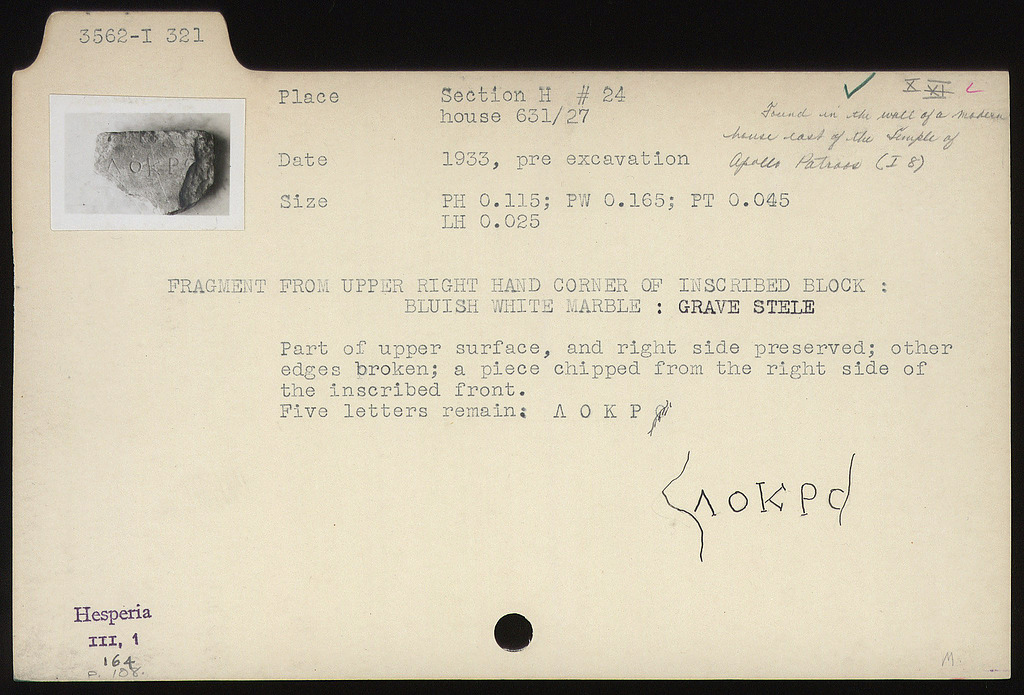 3562-I 321
Place Section H # 24
house 631/27
X XI L
Found in the wall of a modern
house east of the Temple of
Apollo Patroos (I 8)
Date 1933, pre excavation
Size PH 0.115; PW 0.165; PT 0.045
LH 0.025
ΛΟΚΡΟ
FRAGMENT FROM UPPER RIGHT HAND CORNER OF INSCRIBED BLOCK :
BLUISH WHITE MARBLE : GRAVE STELE
Part of upper surface, and right side preserved; other
edges broken; a piece chipped from the right side of
the inscribed front.
Five letters remain: Λ Ο Κ Ρ
ΛΟΚΡΟ
Hesperia
III, 1
164
P. 108.
M.